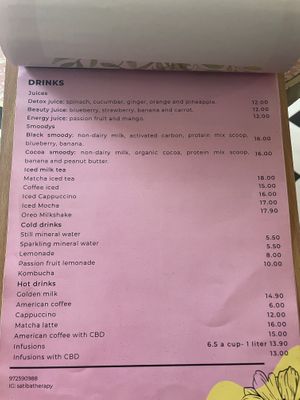 DRINKS
Juices
Detox juice: spinach, cucumber, ginger, orange and pineapple. 12.00
Beauty juice: blueberry, strawberry, banana and carrot. 12.00
Energy juice: passion fruit and mango. 12.00
Smoodys
Black smoody: non-dairy milk, activated carbon, protein mix scoop, 16.00
blueberry, banana.
Cocoa smoody: non-dairy milk, organic cocoa, protein mix scoop, 16.00
banana and peanut butter.
Iced milk tea
Matcha iced tea 18.00
Coffee iced 15.00
Iced Cappuccino 16.00
Iced Mocha 17.00
Oreo Milkshake 17.90
Cold drinks
Still mineral water 5.50
Sparkling mineral water 5.50
Lemonade 8.00
Passion fruit lemonade 10.00
Kombucha
Hot drinks
Golden milk 14.90
American coffee 6.00
Cappuccino 12.00
Matcha latte 16.00
American coffee with CBD 15.00
Infusions 6.5 a cup- 1 liter 13.90
Infusions with CBD 13.00
972590988
IG: satibatherapy